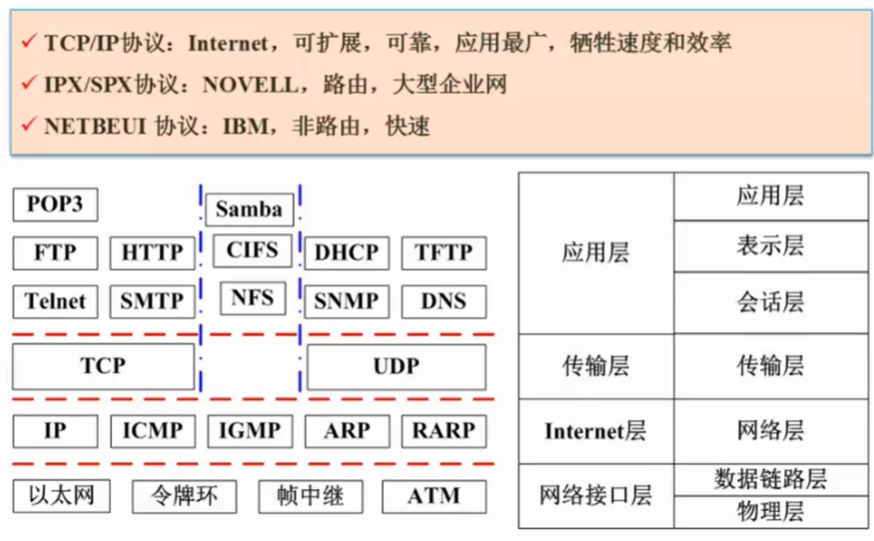 ✓ TCP/IP协议：Internet，可扩展，可靠，应用最广，牺牲速度和效率
✓ IPX/SPX协议：NOVELL，路由，大型企业网
✓ NETBEUI 协议：IBM，非路由，快速
POP3 Samba
FTP HTTP CIFS DHCP TFTP
Telnet SMTP NFS SNMP DNS
TCP UDP
IP ICMP IGMP ARP RARP
以太网 令牌环 帧中继 ATM
应用层 应用层
表示层
会话层
传输层 传输层
Internet层 网络层
网络接口层 数据链路层
物理层